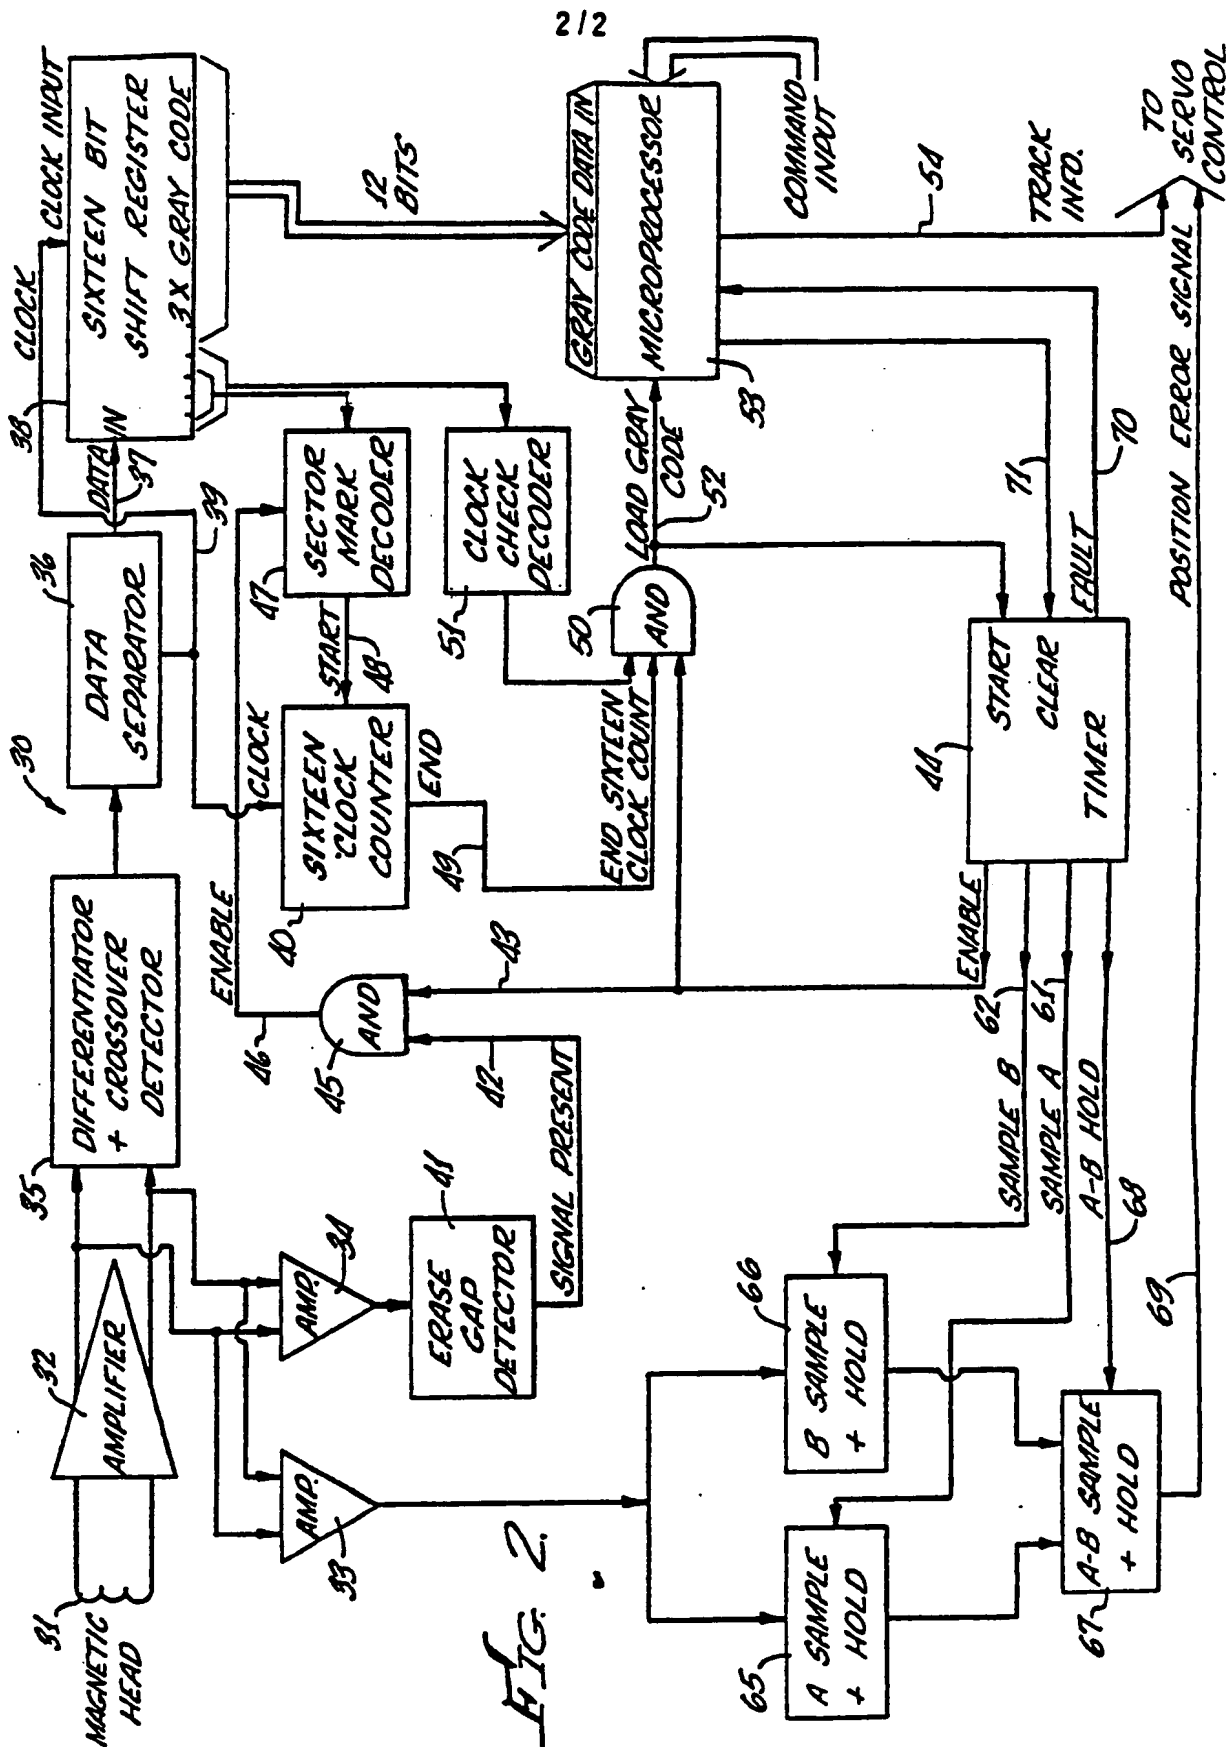 2/2
MAGNETIC
HEAD
31
32
AMPLIFIER
35
DIFFERENTIATOR
+ CROSSOVER
DETECTOR
30
36
DATA
SEPARATOR
DATA IN
37
39
38
CLOCK
CLOCK INPUT
SIXTEEN BIT
SHIFT REGISTER
3X GRAY CODE
AMP.
33
AMP.
34
41
ERASE
GAP
DETECTOR
SIGNAL PRESENT
42
43
45
AND
46
ENABLE
40
SIXTEEN
CLOCK
COUNTER
CLOCK
END
49
START
48
47
SECTOR
MARK
DECODER
51
CLOCK
CHECK
DECODER
END SIXTEEN
CLOCK COUNT
50
AND
LOAD GRAY
CODE
52
12
BITS
GRAY CODE DATA IN
MICROPROCESSOR
53
COMMAND
INPUT
54
TRACK
INFO.
TO
SERVO
CONTROL
71
70
FAULT
44
START
CLEAR
TIMER
ENABLE
62
SAMPLE B
61
SAMPLE A
A-B HOLD
68
66
B SAMPLE
+ HOLD
65
A SAMPLE
+ HOLD
67
A-B SAMPLE
+ HOLD
69
POSITION ERROR SIGNAL
FIG. 2.